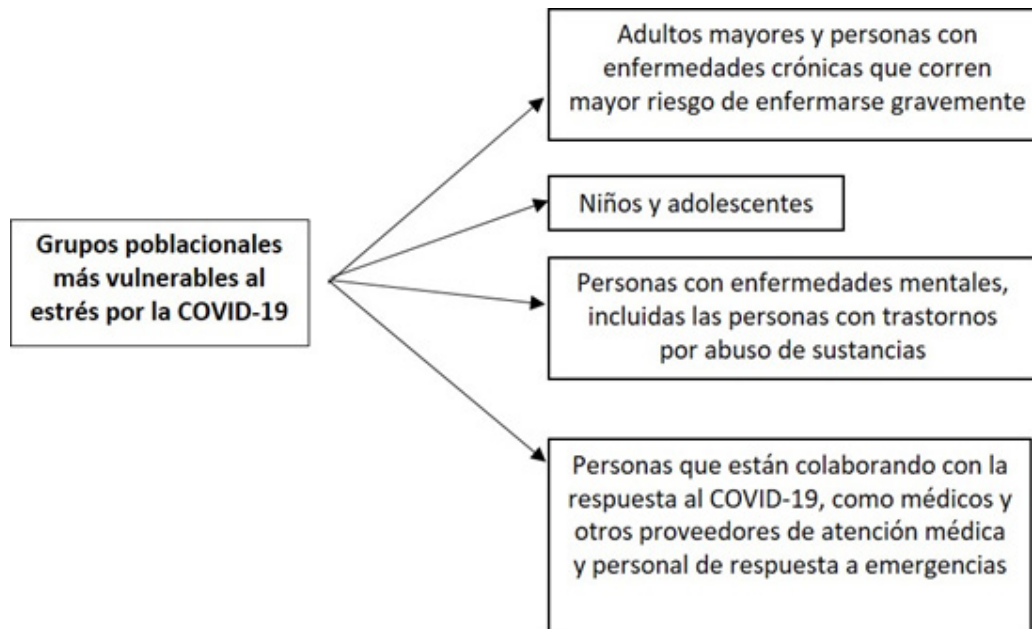 Grupos poblacionales
más vulnerables al
estrés por la COVID-19
Adultos mayores y personas con
enfermedades crónicas que corren
mayor riesgo de enfermarse gravemente
Niños y adolescentes
Personas con enfermedades mentales,
incluidas las personas con trastornos
por abuso de sustancias
Personas que están colaborando con la
respuesta al COVID-19, como médicos y
otros proveedores de atención médica
y personal de respuesta a emergencias